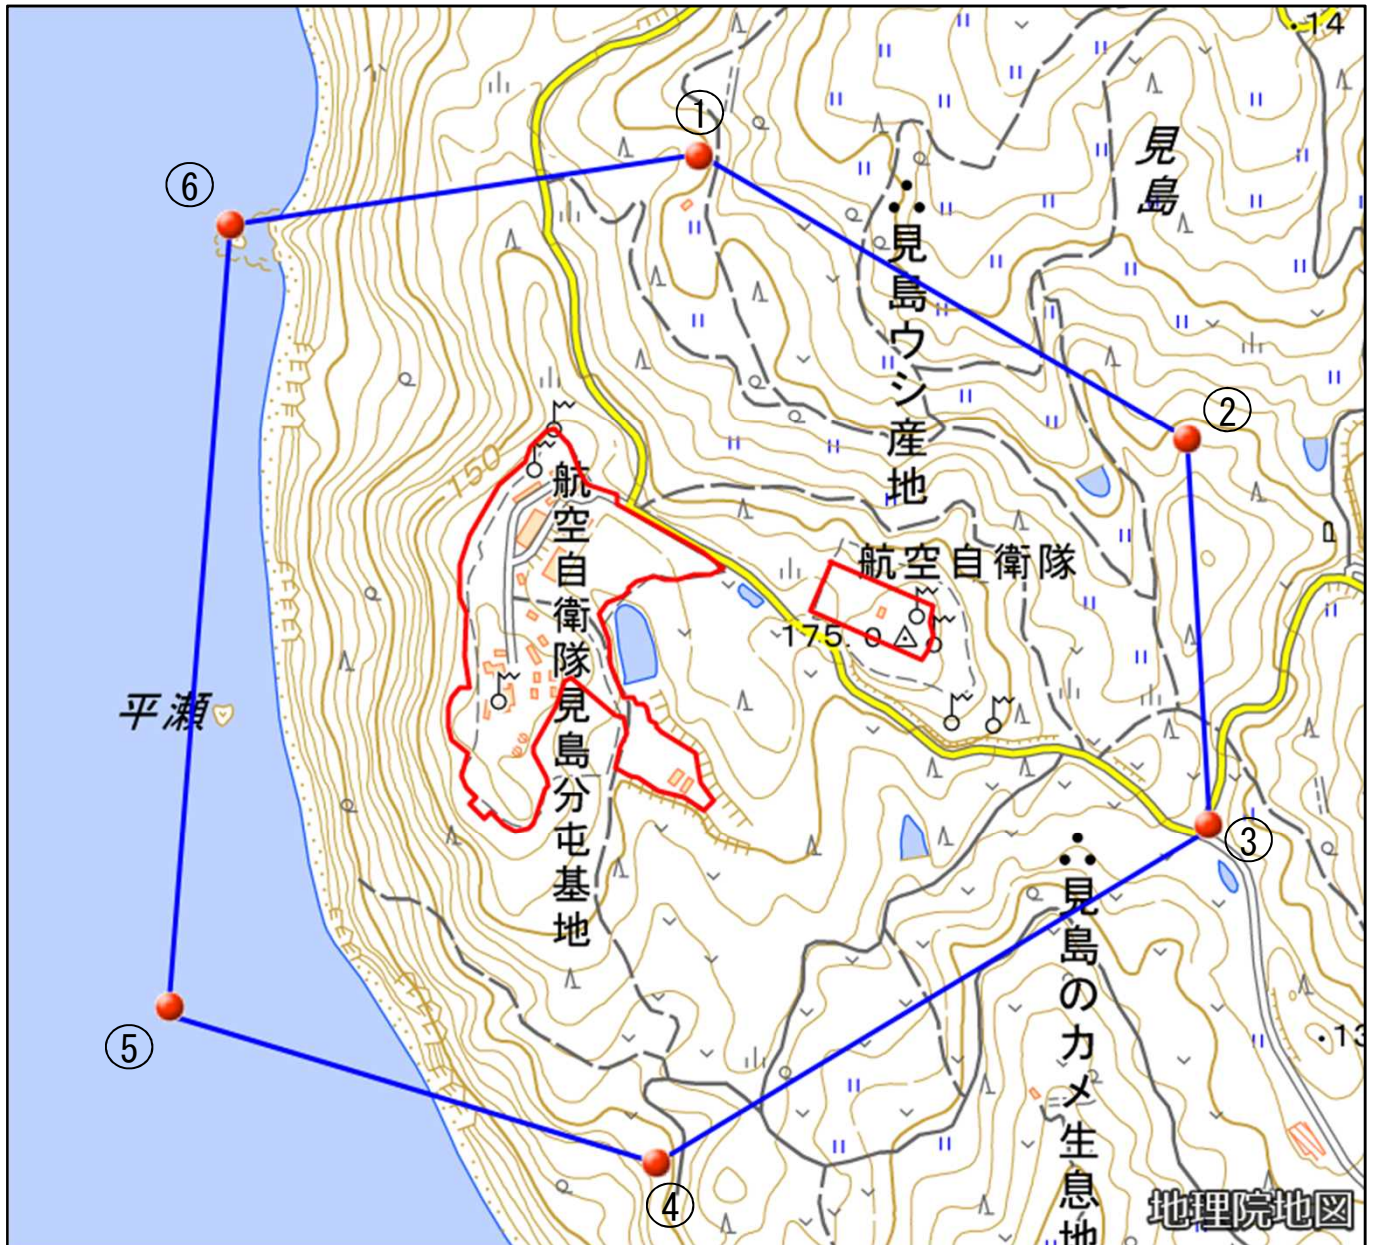 ・14
①
見島
⑥
見島ウシ産地
②
150
航空自衛隊見島分屯基地
航空自衛隊
175.0
平瀬
③
見島のカメ生息地
⑤
・13
④
地理院地図